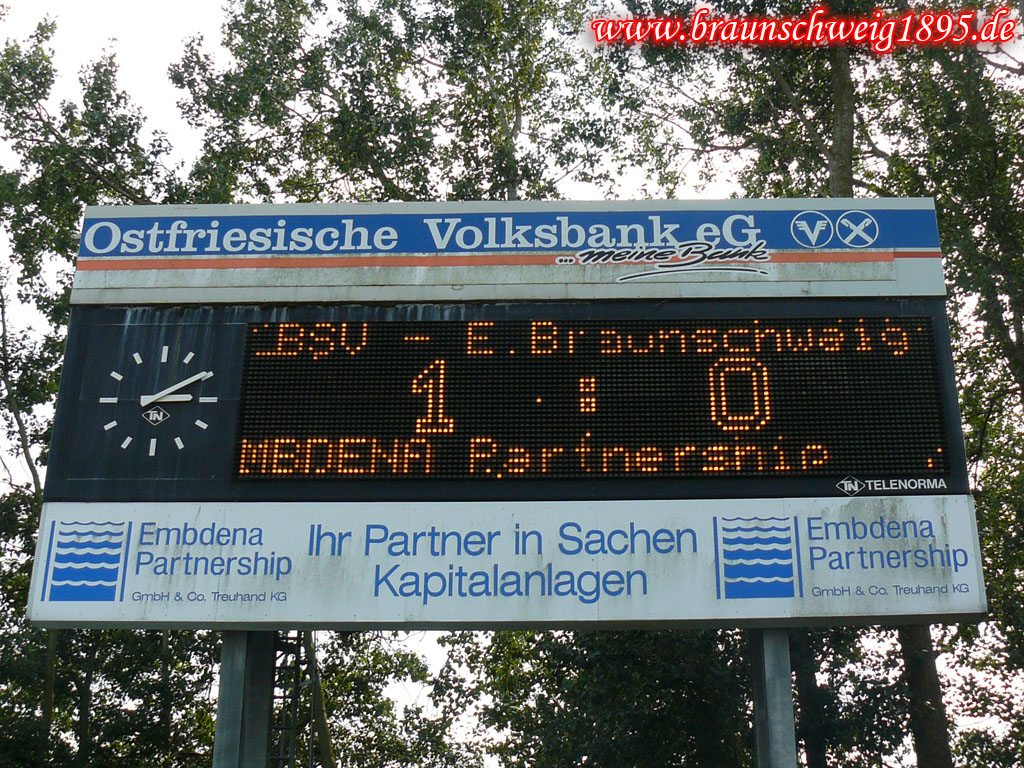 www.braunschweig1895.de
Ostfriesische Volksbank eG
...meine Bank
BSV - E.Braunschweig
1 : 0
MBDENA Partnership
TN TELENORMA
TN
Embdena
Partnership
GmbH & Co. Treuhand KG
Ihr Partner in Sachen
Kapitalanlagen
Embdena
Partnership
GmbH & Co. Treuhand KG